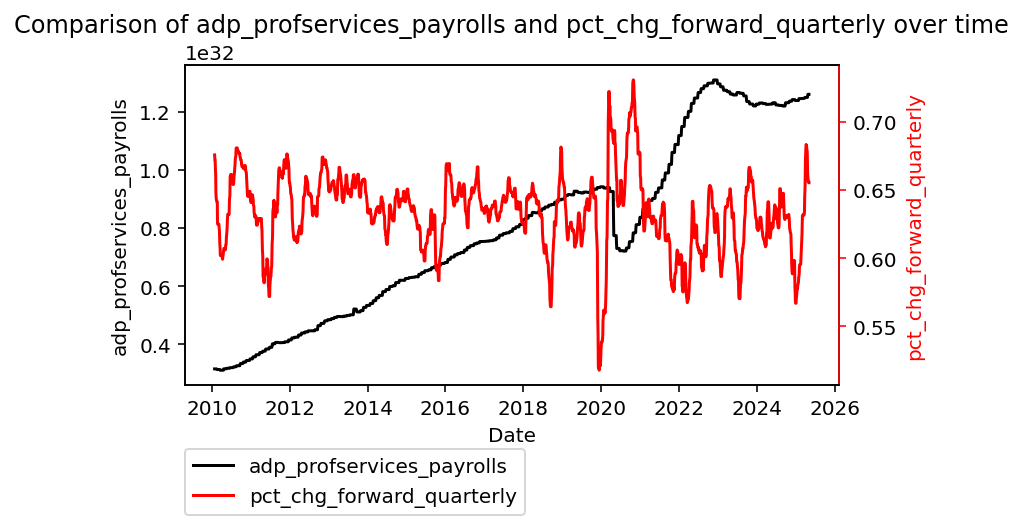 Comparison of adp_profservices_payrolls and pct_chg_forward_quarterly over time
1e32
1.2
1.0
0.8
0.6
0.4
adp_profservices_payrolls
0.70
0.65
0.60
0.55
pct_chg_forward_quarterly
2010 2012 2014 2016 2018 2020 2022 2024 2026
Date
adp_profservices_payrolls
pct_chg_forward_quarterly